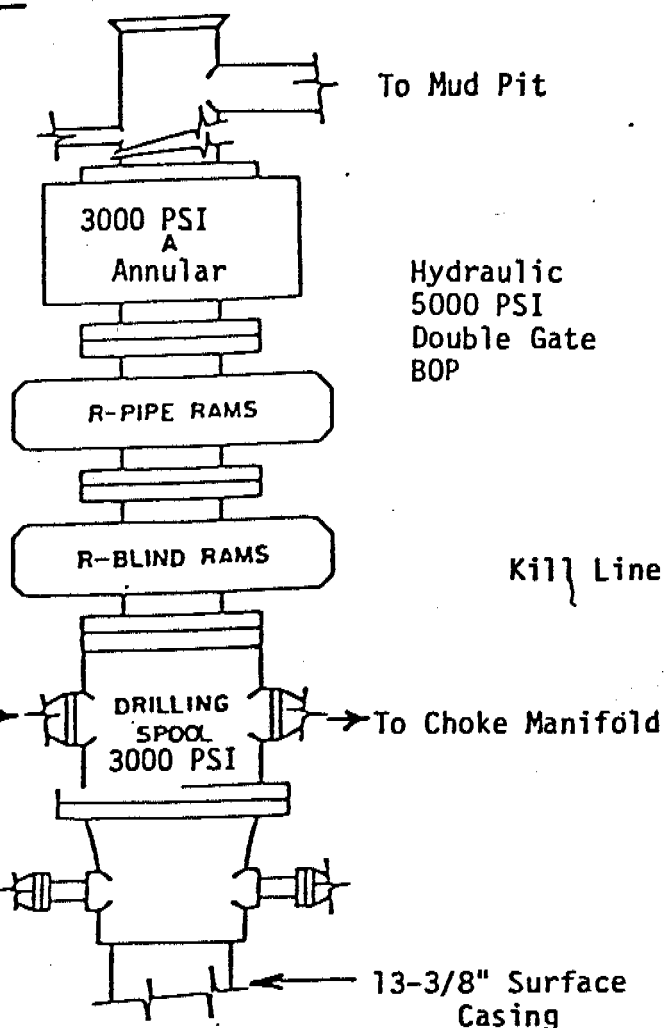 To Mud Pit
3000 PSI
A
Annular
Hydraulic
5000 PSI
Double Gate
BOP
R-PIPE RAMS
R-BLIND RAMS
Kill Line
DRILLING
SPOOL
3000 PSI
To Choke Manifold
13-3/8" Surface
Casing